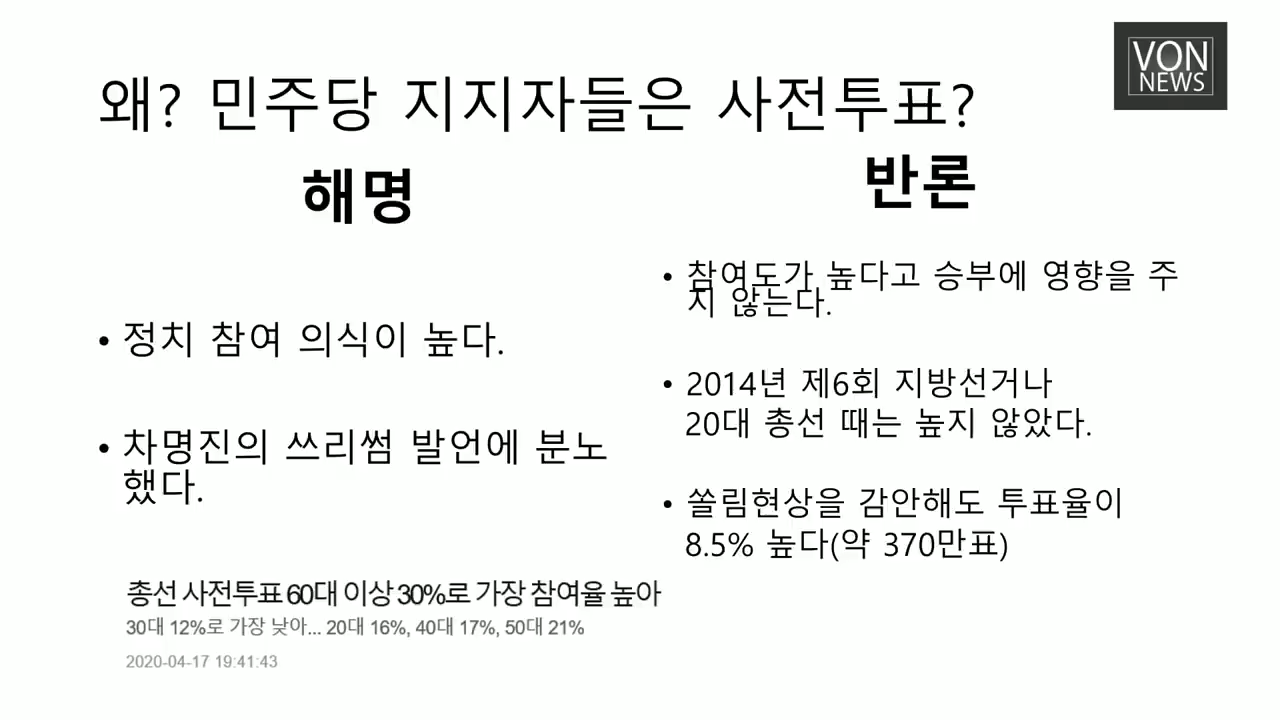 VON
NEWS
왜? 민주당 지지자들은 사전투표?
해명
• 정치 참여 의식이 높다.
• 차명진의 쓰리썸 발언에 분노
했다.
반론
• 참여도가 높다고 승부에 영향을 주
지 않는다.
• 2014년 제6회 지방선거나
20대 총선 때는 높지 않았다.
• 쏠림현상을 감안해도 투표율이
8.5% 높다(약 370만표)
총선 사전투표 60대 이상 30%로 가장 참여율 높아
30대 12%로 가장 낮아... 20대 16%, 40대 17%, 50대 21%
2020-04-17 19:41:43